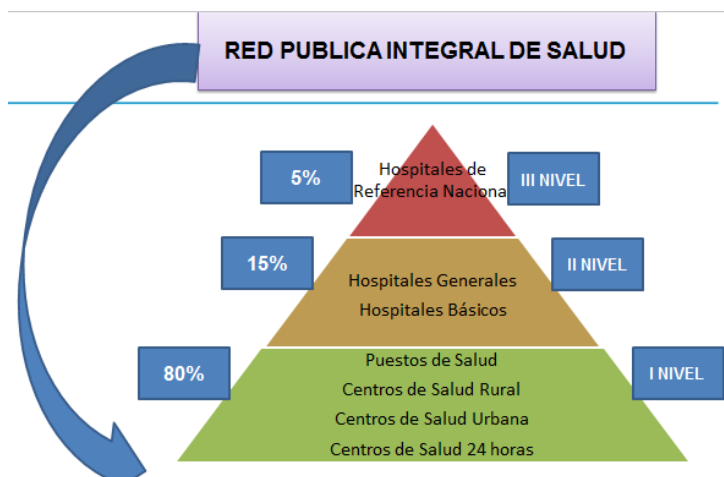 RED PUBLICA INTEGRAL DE SALUD
5%
Hospitales de
Referencia Naciona
III NIVEL
15%
Hospitales Generales
Hospitales Básicos
II NIVEL
80%
Puestos de Salud
Centros de Salud Rural
Centros de Salud Urbana
Centros de Salud 24 horas
I NIVEL